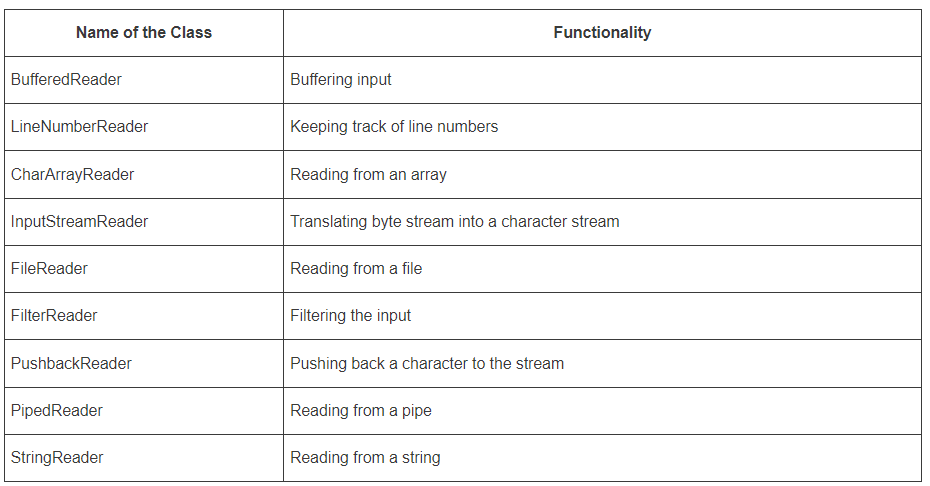 Name of the Class Functionality
BufferedReader Buffering input
LineNumberReader Keeping track of line numbers
CharArrayReader Reading from an array
InputStreamReader Translating byte stream into a character stream
FileReader Reading from a file
FilterReader Filtering the input
PushbackReader Pushing back a character to the stream
PipedReader Reading from a pipe
StringReader Reading from a string